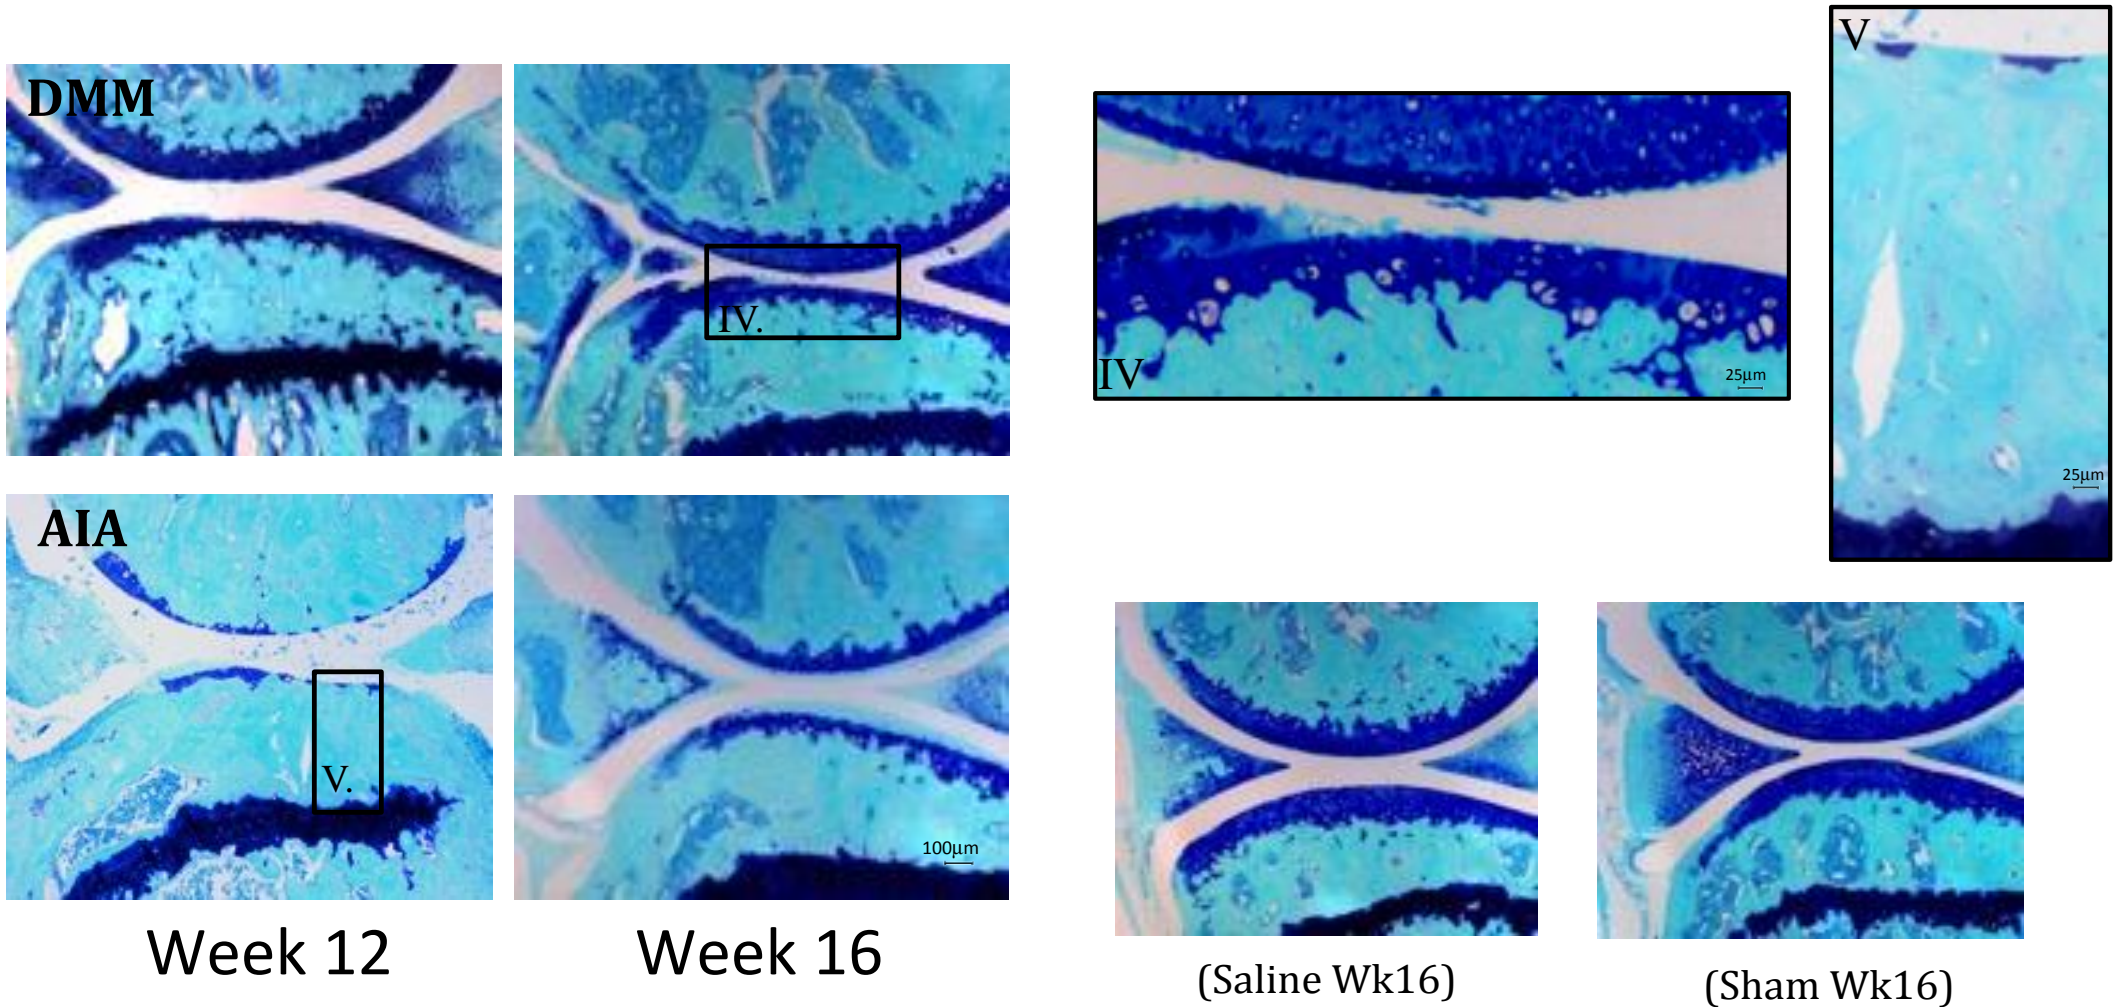 DMM
IV.
IV
25µm
V
25µm
AIA
V.
100µm
Week 12
Week 16
(Saline Wk16)
(Sham Wk16)